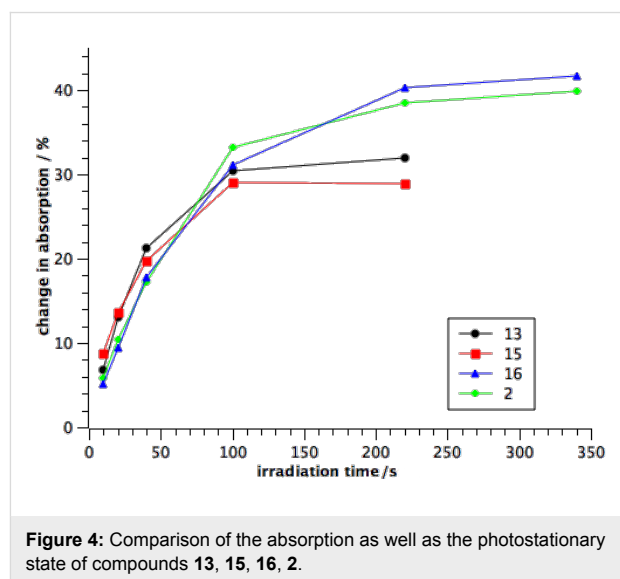 change in absorption / %
40
30
20
10
0
13
15
16
2
0 50 100 150 200 250 300 350
irradiation time /s
Figure 4: Comparison of the absorption as well as the photostationary
state of compounds 13, 15, 16, 2.